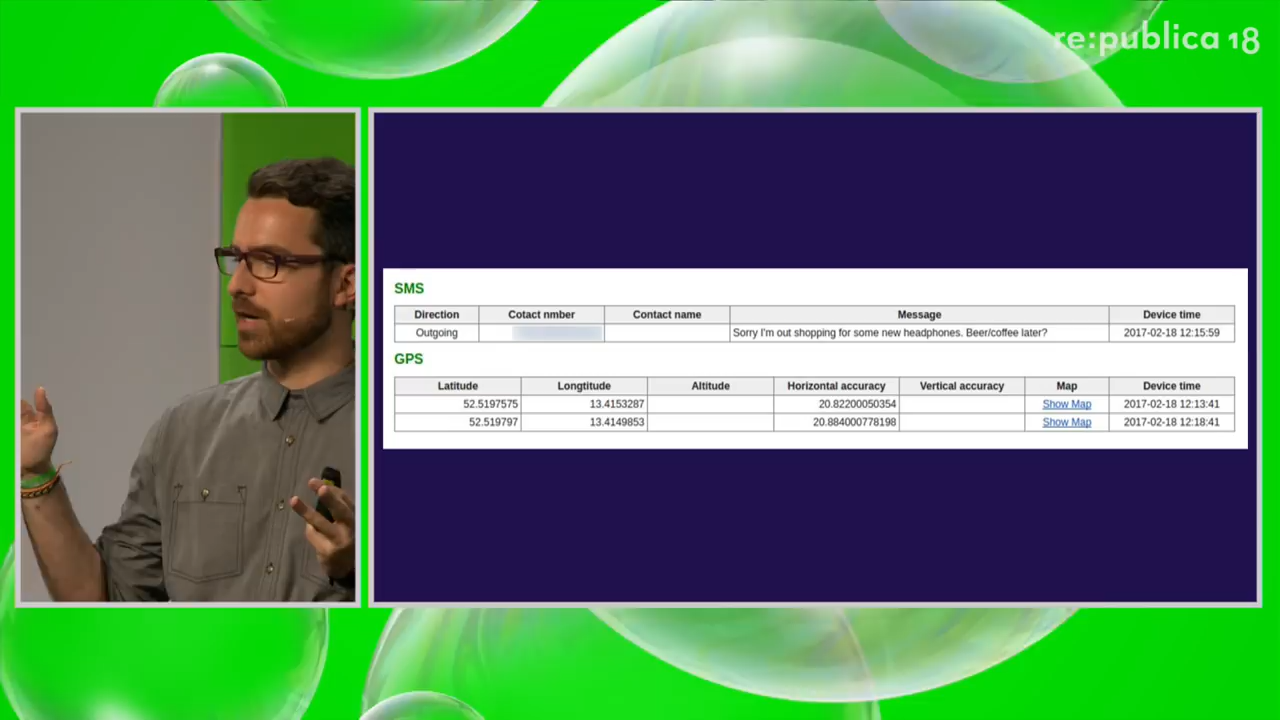 re:publica 18
SMS
Direction Cotact nmber Contact name Message Device time
Outgoing Sorry I'm out shopping for some new headphones. Beer/coffee later? 2017-02-18 12:15:59
GPS
Latitude Longtitude Altitude Horizontal accuracy Vertical accuracy Map Device time
52.5197575 13.4153287 20.82200050354 Show Map 2017-02-18 12:13:41
52.519797 13.4149853 20.884000778198 Show Map 2017-02-18 12:18:41